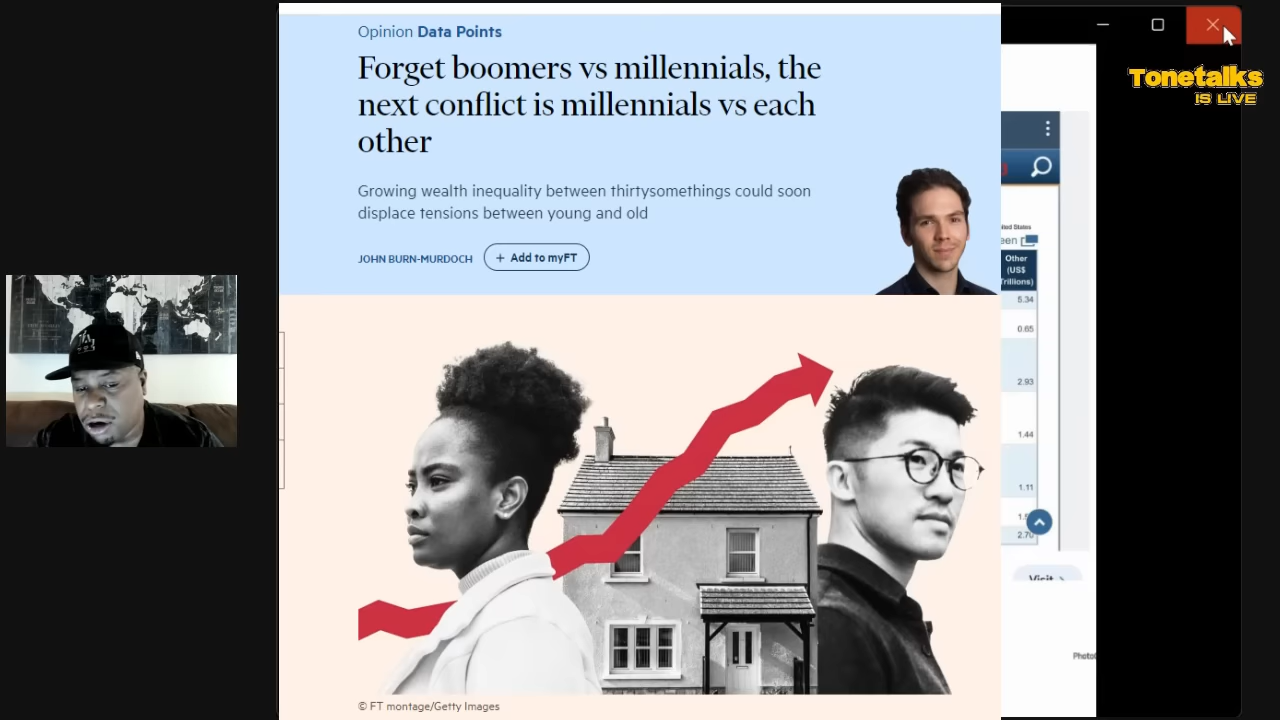 Opinion Data Points
Forget boomers vs millennials, the
next conflict is millennials vs each
other
Growing wealth inequality between thirtysomethings could soon
displace tensions between young and old
JOHN BURN-MURDOCH + Add to myFT
© FT montage/Getty Images
Tonetalks
IS LIVE
Other
(US$
5.34
0.65
2.93
1.44
1.11
2.70
Visit